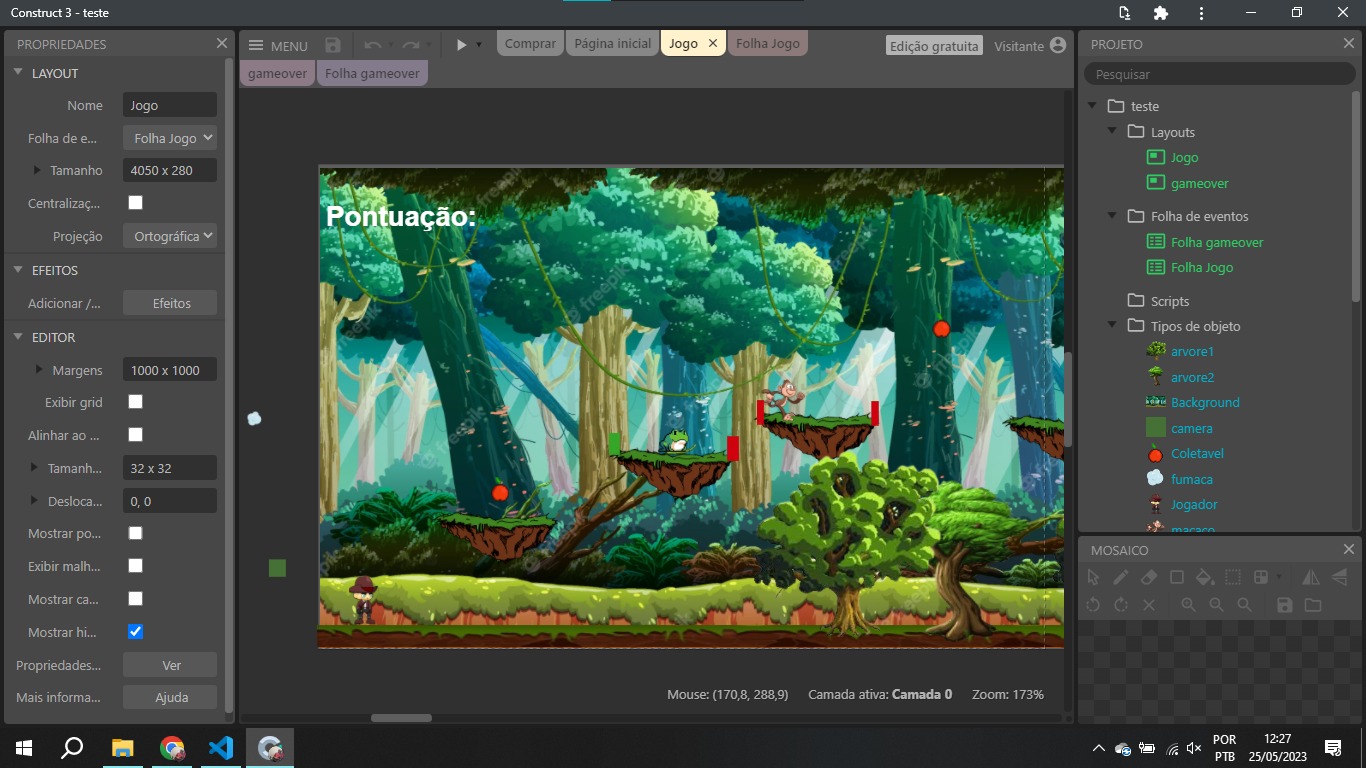 Construct 3 - teste
PROPRIEDADES
LAYOUT
Nome
Jogo
Folha de e...
Folha Jogo
Tamanho
4050 x 280
Centralizaç...
Projeção
Ortográfica
EFEITOS
Adicionar /...
Efeitos
EDITOR
Margens
1000 x 1000
Exibir grid
Alinhar ao ...
Tamanh...
32 x 32
Desloca...
0, 0
Mostrar po...
Exibir malh...
Mostrar ca...
Mostrar hi...
Propriedades...
Ver
Mais informa...
Ajuda
MENU
Comprar
Página inicial
Jogo
Folha Jogo
Edição gratuita
Visitante
gameover
Folha gameover
Pontuação:
Mouse: (170,8, 288,9)
Camada ativa: Camada 0
Zoom: 173%
PROJETO
Pesquisar
teste
Layouts
Jogo
gameover
Folha de eventos
Folha gameover
Folha Jogo
Scripts
Tipos de objeto
arvore1
arvore2
Background
camera
Coletavel
fumaca
Jogador
macaco
MOSAICO
POR
PTB
12:27
25/05/2023